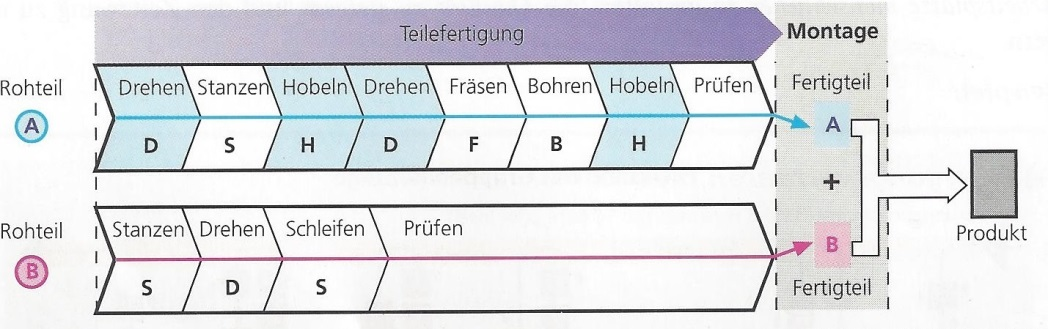 Teilefertigung
Montage
Rohteil
A
Drehen Stanzen Hobeln Drehen Fräsen Bohren Hobeln Prüfen
D S H D F B H
Fertigteil
A
+
Rohteil
B
Stanzen Drehen Schleifen Prüfen
S D S
B
Fertigteil
Produkt